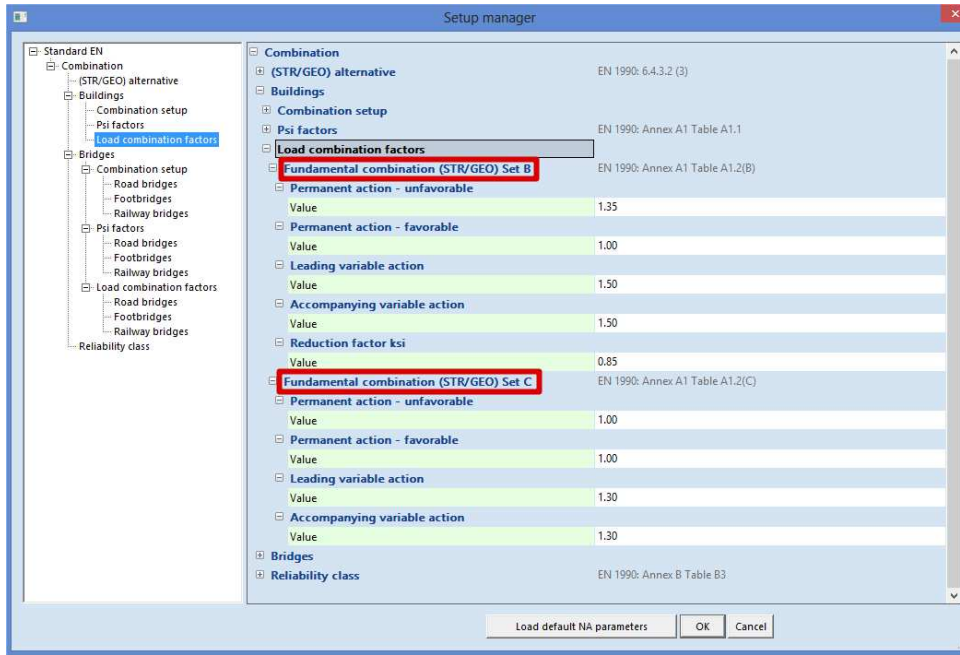 Setup manager
Standard EN
Combination
(STR/GEO) alternative
Buildings
Combination setup
Psi factors
Load combination factors
Bridges
Combination setup
Road bridges
Footbridges
Railway bridges
Psi factors
Road bridges
Footbridges
Railway bridges
Load combination factors
Road bridges
Footbridges
Railway bridges
Reliability class
Combination
(STR/GEO) alternative EN 1990: 6.4.3.2 (3)
Buildings
Combination setup
Psi factors EN 1990: Annex A1 Table A1.1
Load combination factors
Fundamental combination (STR/GEO) Set B EN 1990: Annex A1 Table A1.2(B)
Permanent action - unfavorable
Value 1.35
Permanent action - favorable
Value 1.00
Leading variable action
Value 1.50
Accompanying variable action
Value 1.50
Reduction factor ksi
Value 0.85
Fundamental combination (STR/GEO) Set C EN 1990: Annex A1 Table A1.2(C)
Permanent action - unfavorable
Value 1.00
Permanent action - favorable
Value 1.00
Leading variable action
Value 1.30
Accompanying variable action
Value 1.30
Bridges
Reliability class EN 1990: Annex B Table B3
Load default NA parameters OK Cancel